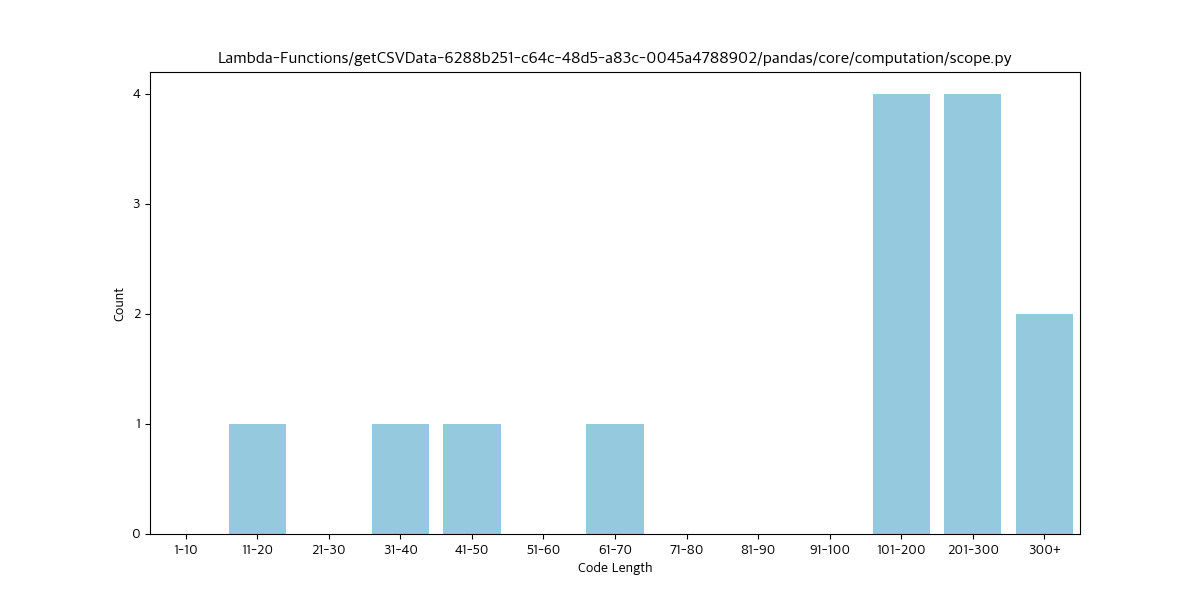 Lambda-Functions/getCSVData-6288b251-c64c-48d5-a83c-0045a4788902/pandas/core/computation/scope.py
4
3
2
1
0
Count
1-10 11-20 21-30 31-40 41-50 51-60 61-70 71-80 81-90 91-100 101-200 201-300 300+
Code Length